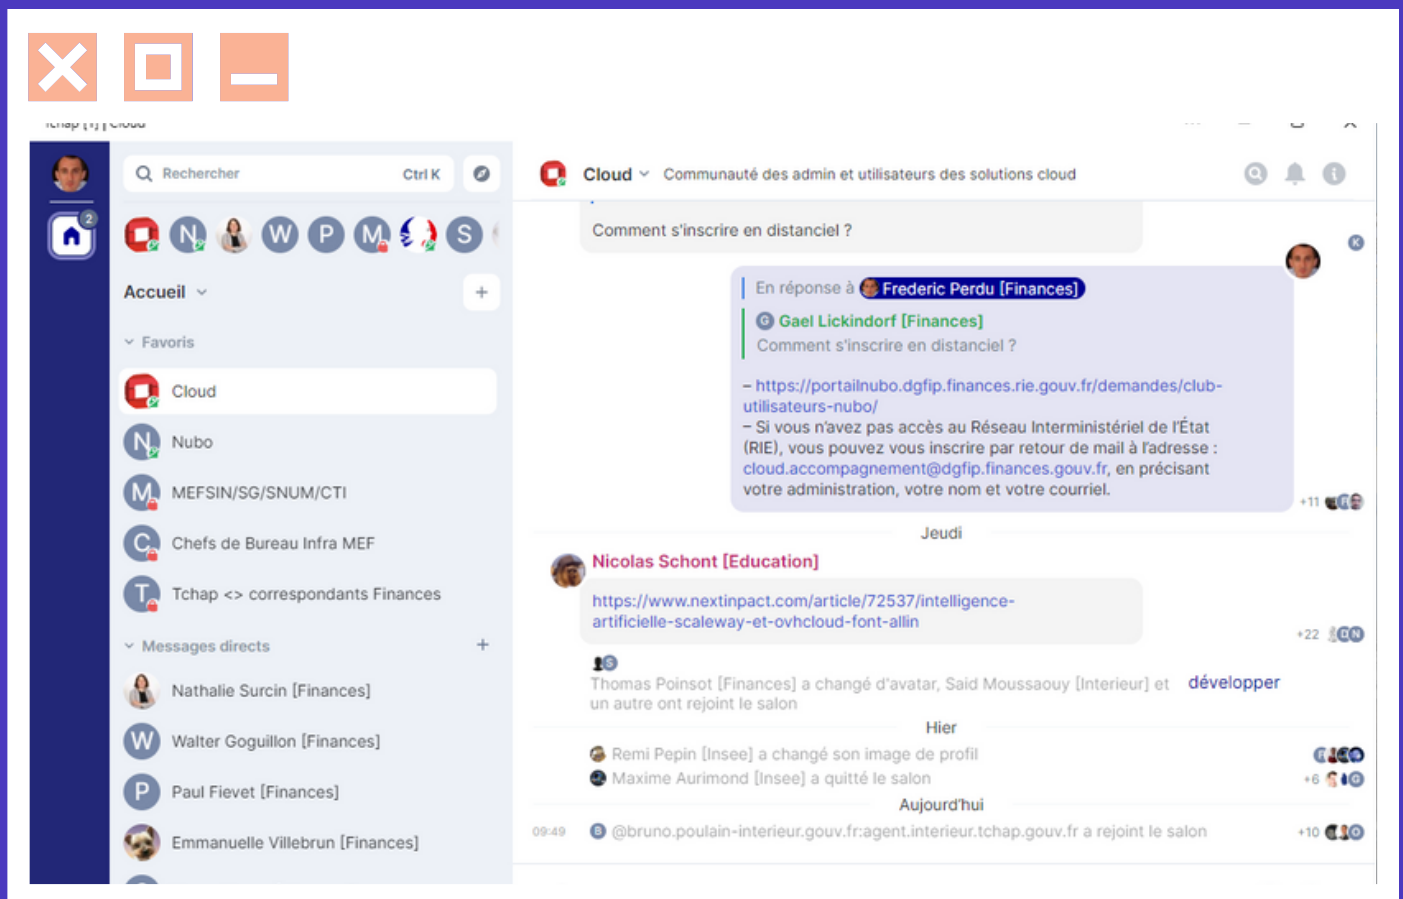 Tchap [1] | Cloud
Rechercher
Ctrl K
2
N
W
P
M
S
Accueil
Favoris
Cloud
N Nubo
M MEFSIN/SG/SNUM/CTI
C Chefs de Bureau Infra MEF
T Tchap <> correspondants Finances
Messages directs
Nathalie Surcin [Finances]
W Walter Goguillon [Finances]
P Paul Fievet [Finances]
Emmanuelle Villebrun [Finances]
Cloud Communauté des admin et utilisateurs des solutions cloud
Comment s'inscrire en distanciel ?
K
En réponse à Frederic Perdu [Finances]
G Gael Lickindorf [Finances]
Comment s'inscrire en distanciel ?
– https://portailnubo.dgfip.finances.rie.gouv.fr/demandes/club-
utilisateurs-nubo/
– Si vous n'avez pas accès au Réseau Interministériel de l'État
(RIE), vous pouvez vous inscrire par retour de mail à l'adresse :
cloud.accompagnement@dgfip.finances.gouv.fr, en précisant
votre administration, votre nom et votre courriel.
+11
Jeudi
Nicolas Schont [Education]
https://www.nextinpact.com/article/72537/intelligence-
artificielle-scaleway-et-ovhcloud-font-allin
+22
S
Thomas Poinsot [Finances] a changé d'avatar, Said Moussaouy [Interieur] et
un autre ont rejoint le salon
développer
Hier
Remi Pepin [Insee] a changé son image de profil
Maxime Aurimond [Insee] a quitté le salon
+6
Aujourd'hui
09:49 B @bruno.poulain-interieur.gouv.fr:agent.interieur.tchap.gouv.fr a rejoint le salon
+10